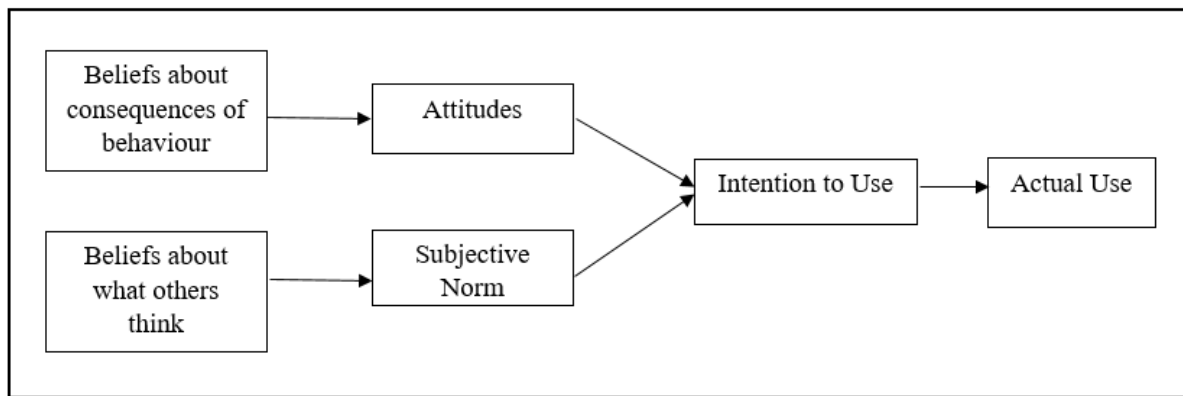 Beliefs about
consequences of
behaviour
Attitudes
Intention to Use
Actual Use
Beliefs about
what others
think
Subjective
Norm